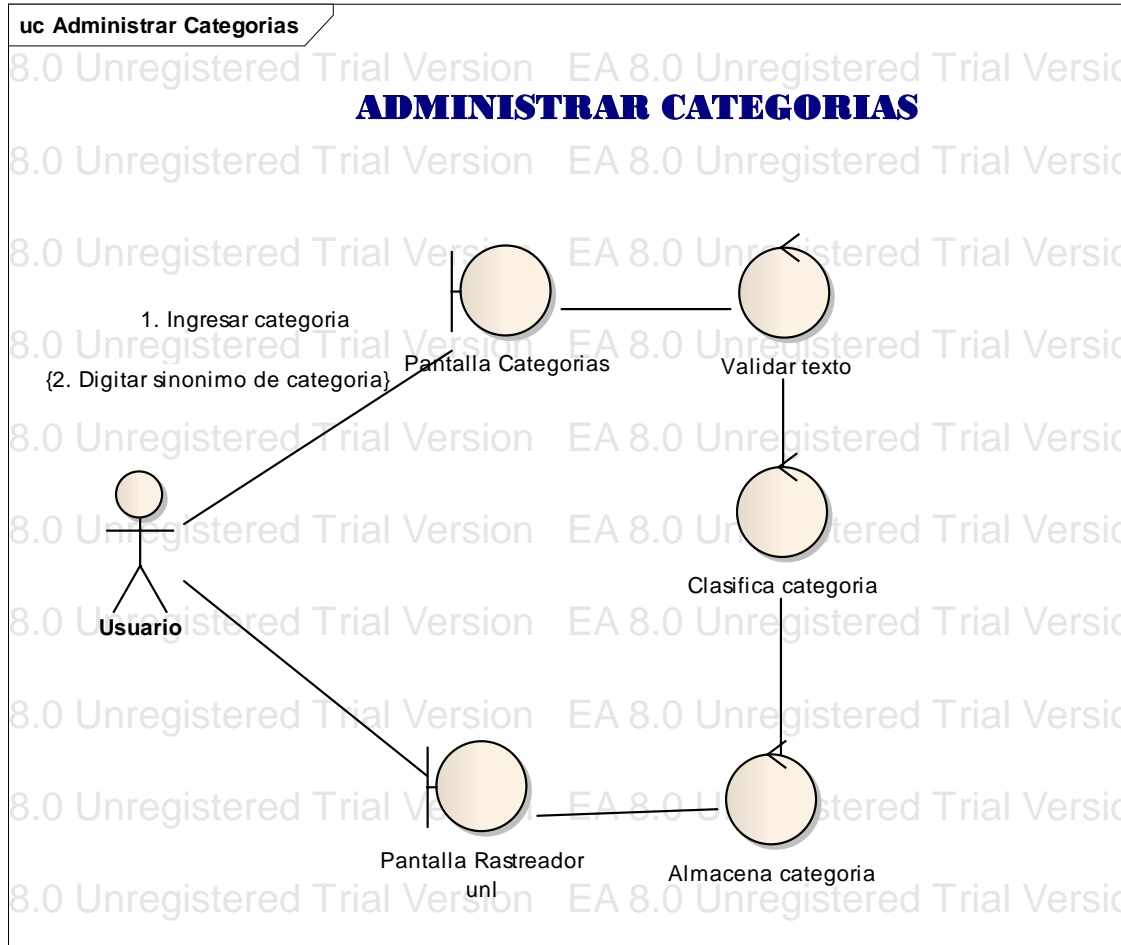 uc Administrar Categorias
8.0 Unregistered Trial Version EA 8.0 Unregistered Trial Versio
ADMINISTRAR CATEGORIAS
8.0 Unregistered Trial Version EA 8.0 Unregistered Trial Versio
8.0 Unregistered Trial Version EA 8.0 Unregistered Trial Versio
1. Ingresar categoria
8.0 Unregistered Trial Version EA 8.0 Unregistered Trial Versio
Pantalla Categorias
Validar texto
{2. Digitar sinonimo de categoria}
8.0 Unregistered Trial Version EA 8.0 Unregistered Trial Versio
8.0 Unregistered Trial Version EA 8.0 Unregistered Trial Versio
Clasifica categoria
8.0 Unregistered Trial Version EA 8.0 Unregistered Trial Versio
Usuario
8.0 Unregistered Trial Version EA 8.0 Unregistered Trial Versio
8.0 Unregistered Trial Version EA 8.0 Unregistered Trial Versio
Pantalla Rastreador
unl
Almacena categoria
8.0 Unregistered Trial Version EA 8.0 Unregistered Trial Versio